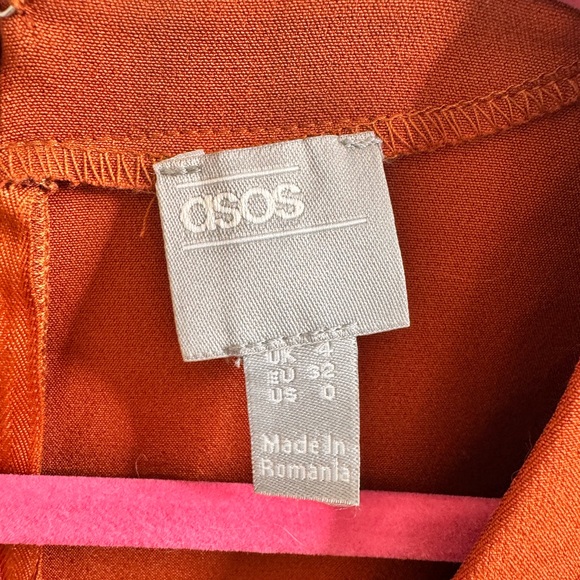 asos
UK 4
EU 32
US 0
Made In
Romania